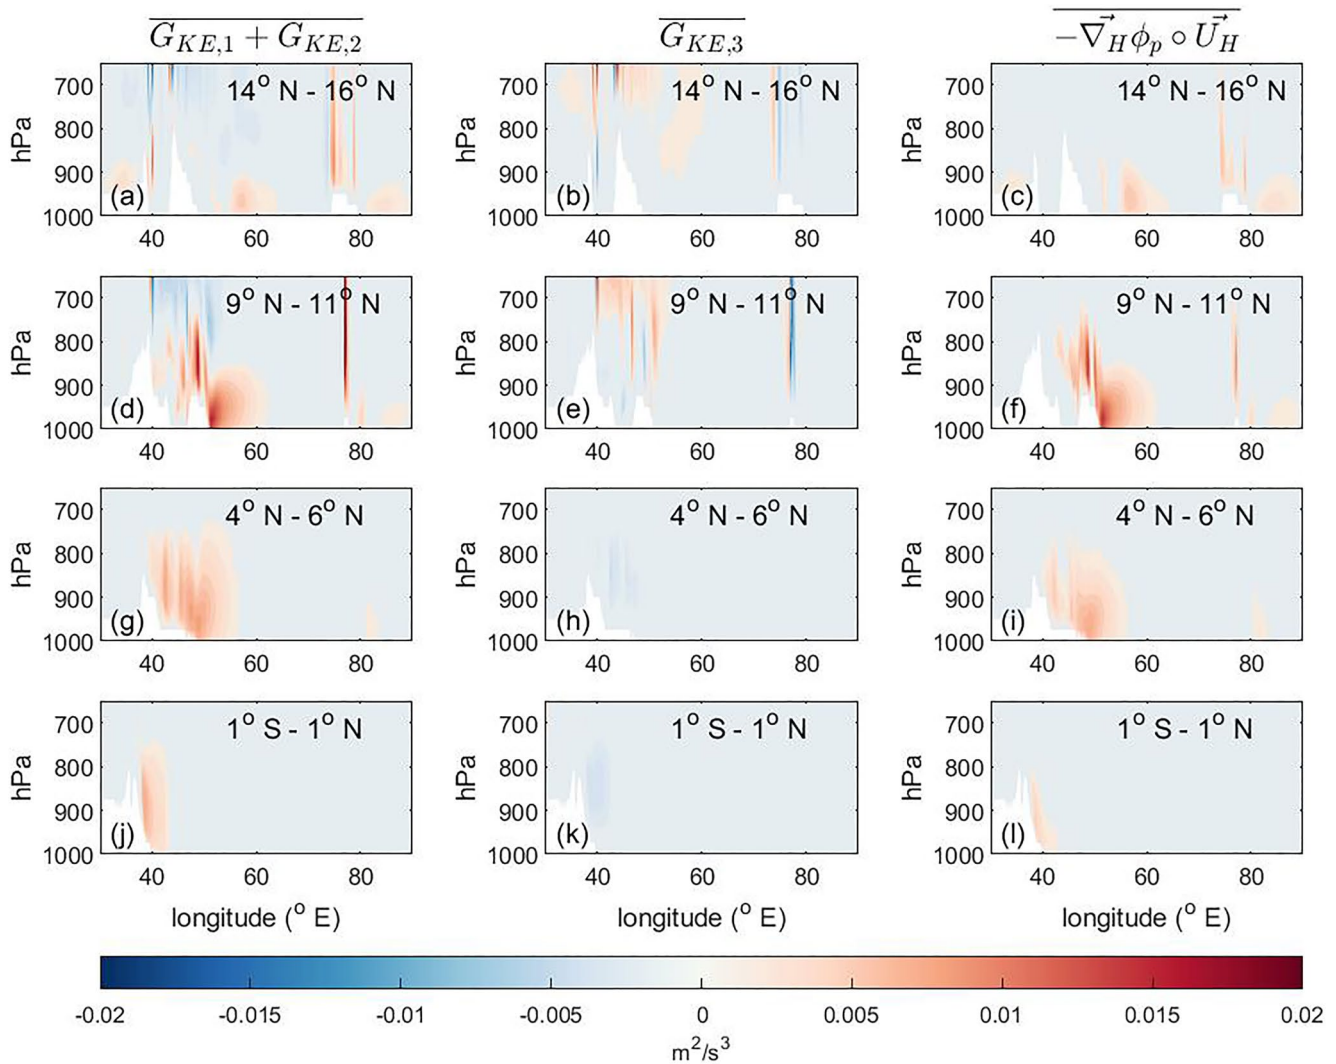 $\overline{G_{KE,1} + G_{KE,2}}$
$\overline{G_{KE,3}}$
$\overline{-\vec{\nabla_H}\phi_p \circ \vec{U_H}}$
hPa
700
800
900
1000
14° N - 16° N
(a)
40 60 80
hPa
700
800
900
1000
14° N - 16° N
(b)
40 60 80
hPa
700
800
900
1000
14° N - 16° N
(c)
40 60 80
hPa
700
800
900
1000
9° N - 11° N
(d)
40 60 80
hPa
700
800
900
1000
9° N - 11° N
(e)
40 60 80
hPa
700
800
900
1000
9° N - 11° N
(f)
40 60 80
hPa
700
800
900
1000
4° N - 6° N
(g)
40 60 80
hPa
700
800
900
1000
4° N - 6° N
(h)
40 60 80
hPa
700
800
900
1000
4° N - 6° N
(i)
40 60 80
hPa
700
800
900
1000
1° S - 1° N
(j)
40 60 80
longitude (° E)
hPa
700
800
900
1000
1° S - 1° N
(k)
40 60 80
longitude (° E)
hPa
700
800
900
1000
1° S - 1° N
(l)
40 60 80
longitude (° E)
-0.02 -0.015 -0.01 -0.005 0 0.005 0.01 0.015 0.02
m²/s³